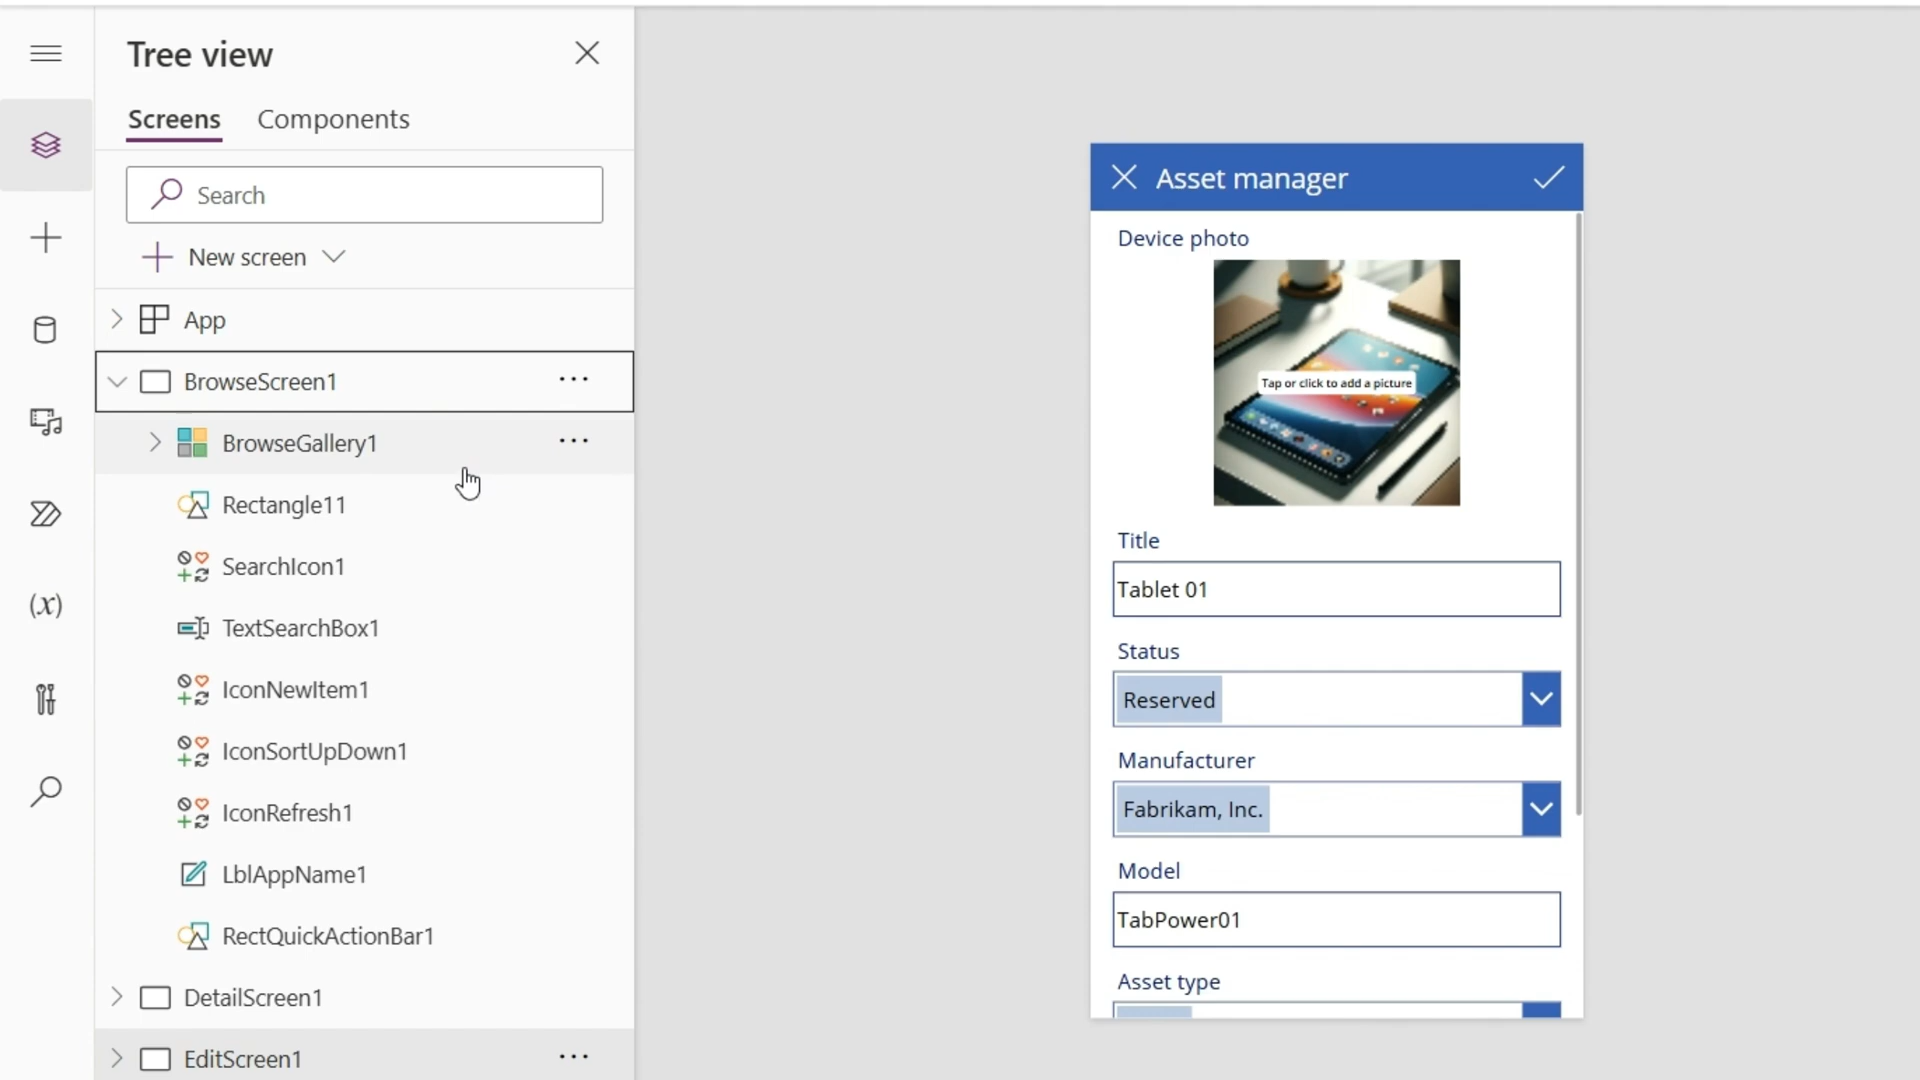 Tree view
Screens
Components
Search
New screen
App
BrowseScreen1
BrowseGallery1
Rectangle11
SearchIcon1
TextSearchBox1
IconNewItem1
IconSortUpDown1
IconRefresh1
LblAppName1
RectQuickActionBar1
DetailScreen1
EditScreen1
(x)
Asset manager
Device photo
Tap or click to add a picture
Title
Tablet 01
Status
Reserved
Manufacturer
Fabrikam, Inc.
Model
TabPower01
Asset type